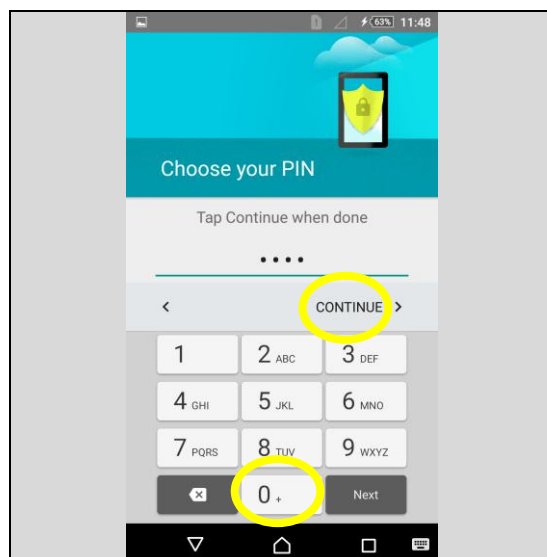 63% 11:48
Choose your PIN
Tap Continue when done
••••
CONTINUE
1 2 ABC 3 DEF
4 GHI 5 JKL 6 MNO
7 PQRS 8 TUV 9 WXYZ
0 + Next